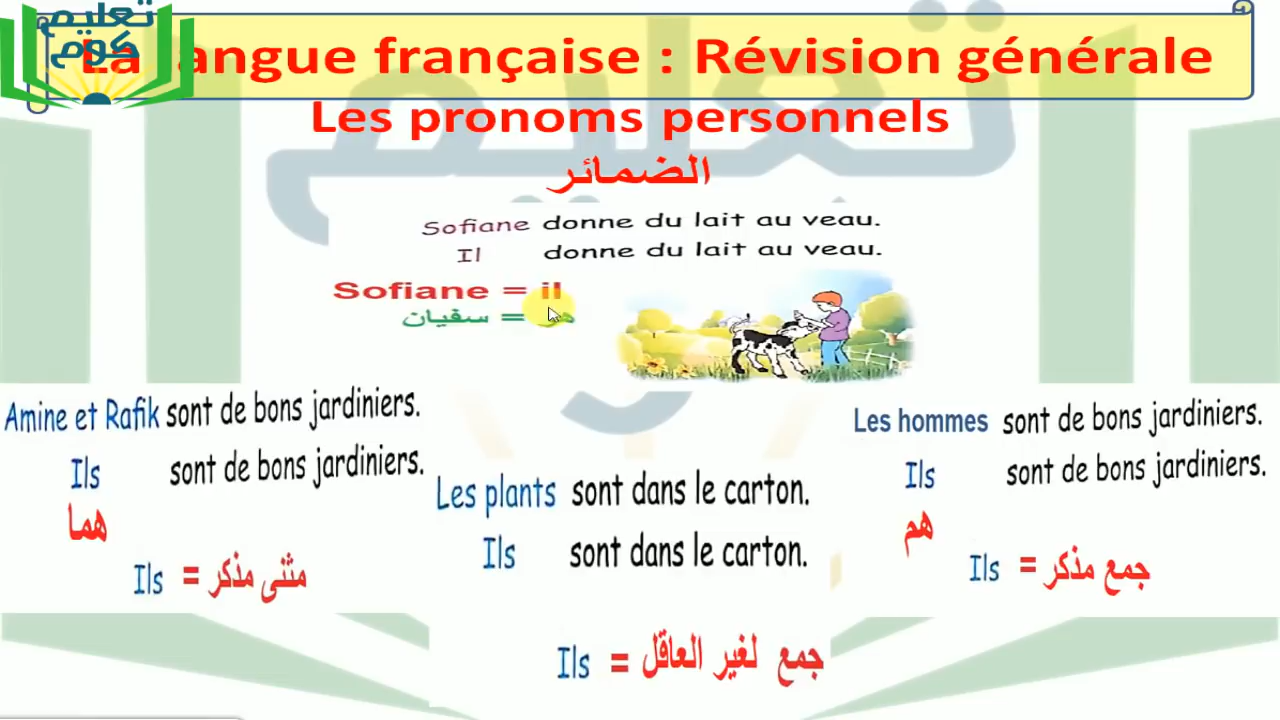 تعليم كوم
La langue française : Révision générale
Les pronoms personnels
الضمائر
Sofiane donne du lait au veau.
Il donne du lait au veau.
Sofiane = il
سفيان = هو
Amine et Rafik sont de bons jardiniers.
Ils sont de bons jardiniers.
هما
Ils = مثنى مذكر
Les plants sont dans le carton.
Ils sont dans le carton.
Ils = جمع لغير العاقل
Les hommes sont de bons jardiniers.
Ils sont de bons jardiniers.
هم
Ils = جمع مذكر